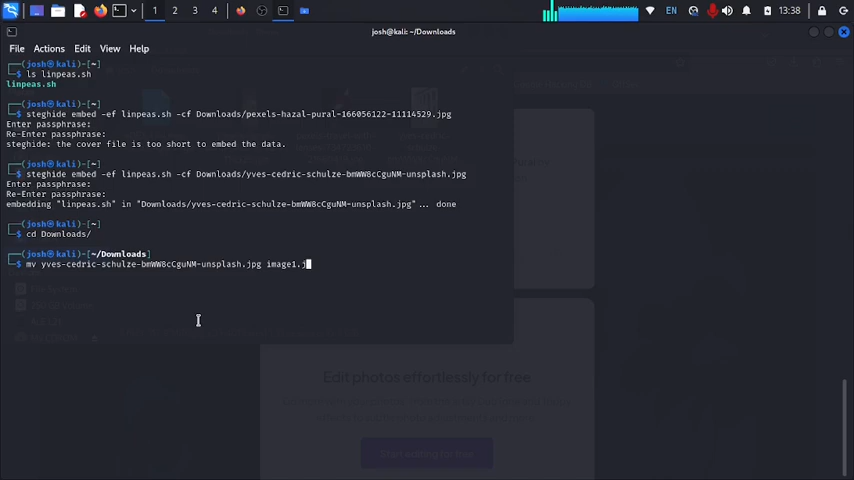 1 2 3 4
EN
13:38
josh@kali: ~/Downloads
File Actions Edit View Help
┌──(josh㉿kali)-[~]
└─$ ls linpeas.sh
linpeas.sh
┌──(josh㉿kali)-[~]
└─$ steghide embed -ef linpeas.sh -cf Downloads/pexels-hazal-pural-166056122-11114529.jpg
Enter passphrase:
Re-Enter passphrase:
steghide: the cover file is too short to embed the data.
┌──(josh㉿kali)-[~]
└─$ steghide embed -ef linpeas.sh -cf Downloads/yves-cedric-schulze-bmWW8cCguNM-unsplash.jpg
Enter passphrase:
Re-Enter passphrase:
embedding "linpeas.sh" in "Downloads/yves-cedric-schulze-bmWW8cCguNM-unsplash.jpg"... done
┌──(josh㉿kali)-[~]
└─$ cd Downloads/
┌──(josh㉿kali)-[~/Downloads]
└─$ mv yves-cedric-schulze-bmWW8cCguNM-unsplash.jpg image1.j
Edit photos effortlessly for free
Start editing for free